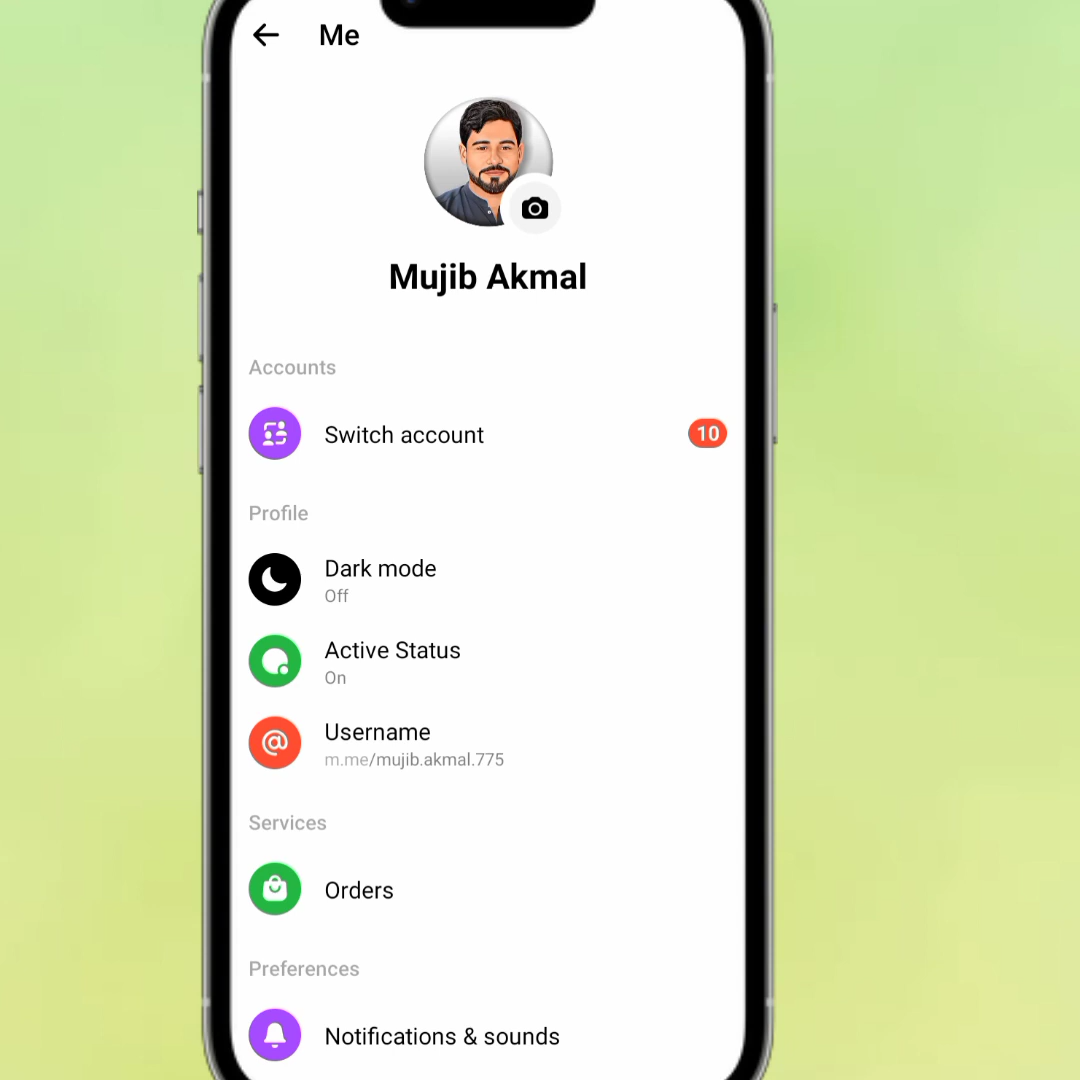 Me
Mujib Akmal
Accounts
Switch account
10
Profile
Dark mode
Off
Active Status
On
Username
m.me/mujib.akmal.775
Services
Orders
Preferences
Notifications & sounds